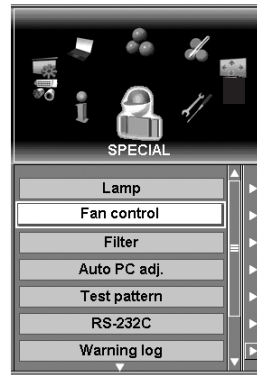 SPECIAL
Lamp
Fan control
Filter
Auto PC adj.
Test pattern
RS-232C
Warning log